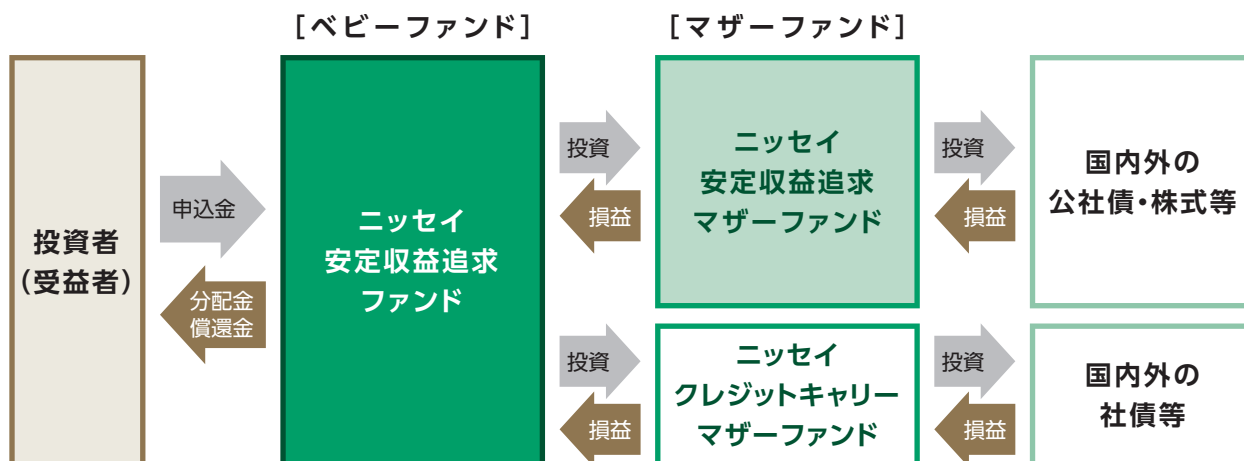 ［ベビーファンド］
［マザーファンド］
投資者
（受益者）
申込金
分配金
償還金
ニッセイ
安定収益追求
ファンド
投資
損益
ニッセイ
安定収益追求
マザーファンド
投資
損益
国内外の
公社債・株式等
投資
損益
ニッセイ
クレジットキャリー
マザーファンド
投資
損益
国内外の
社債等